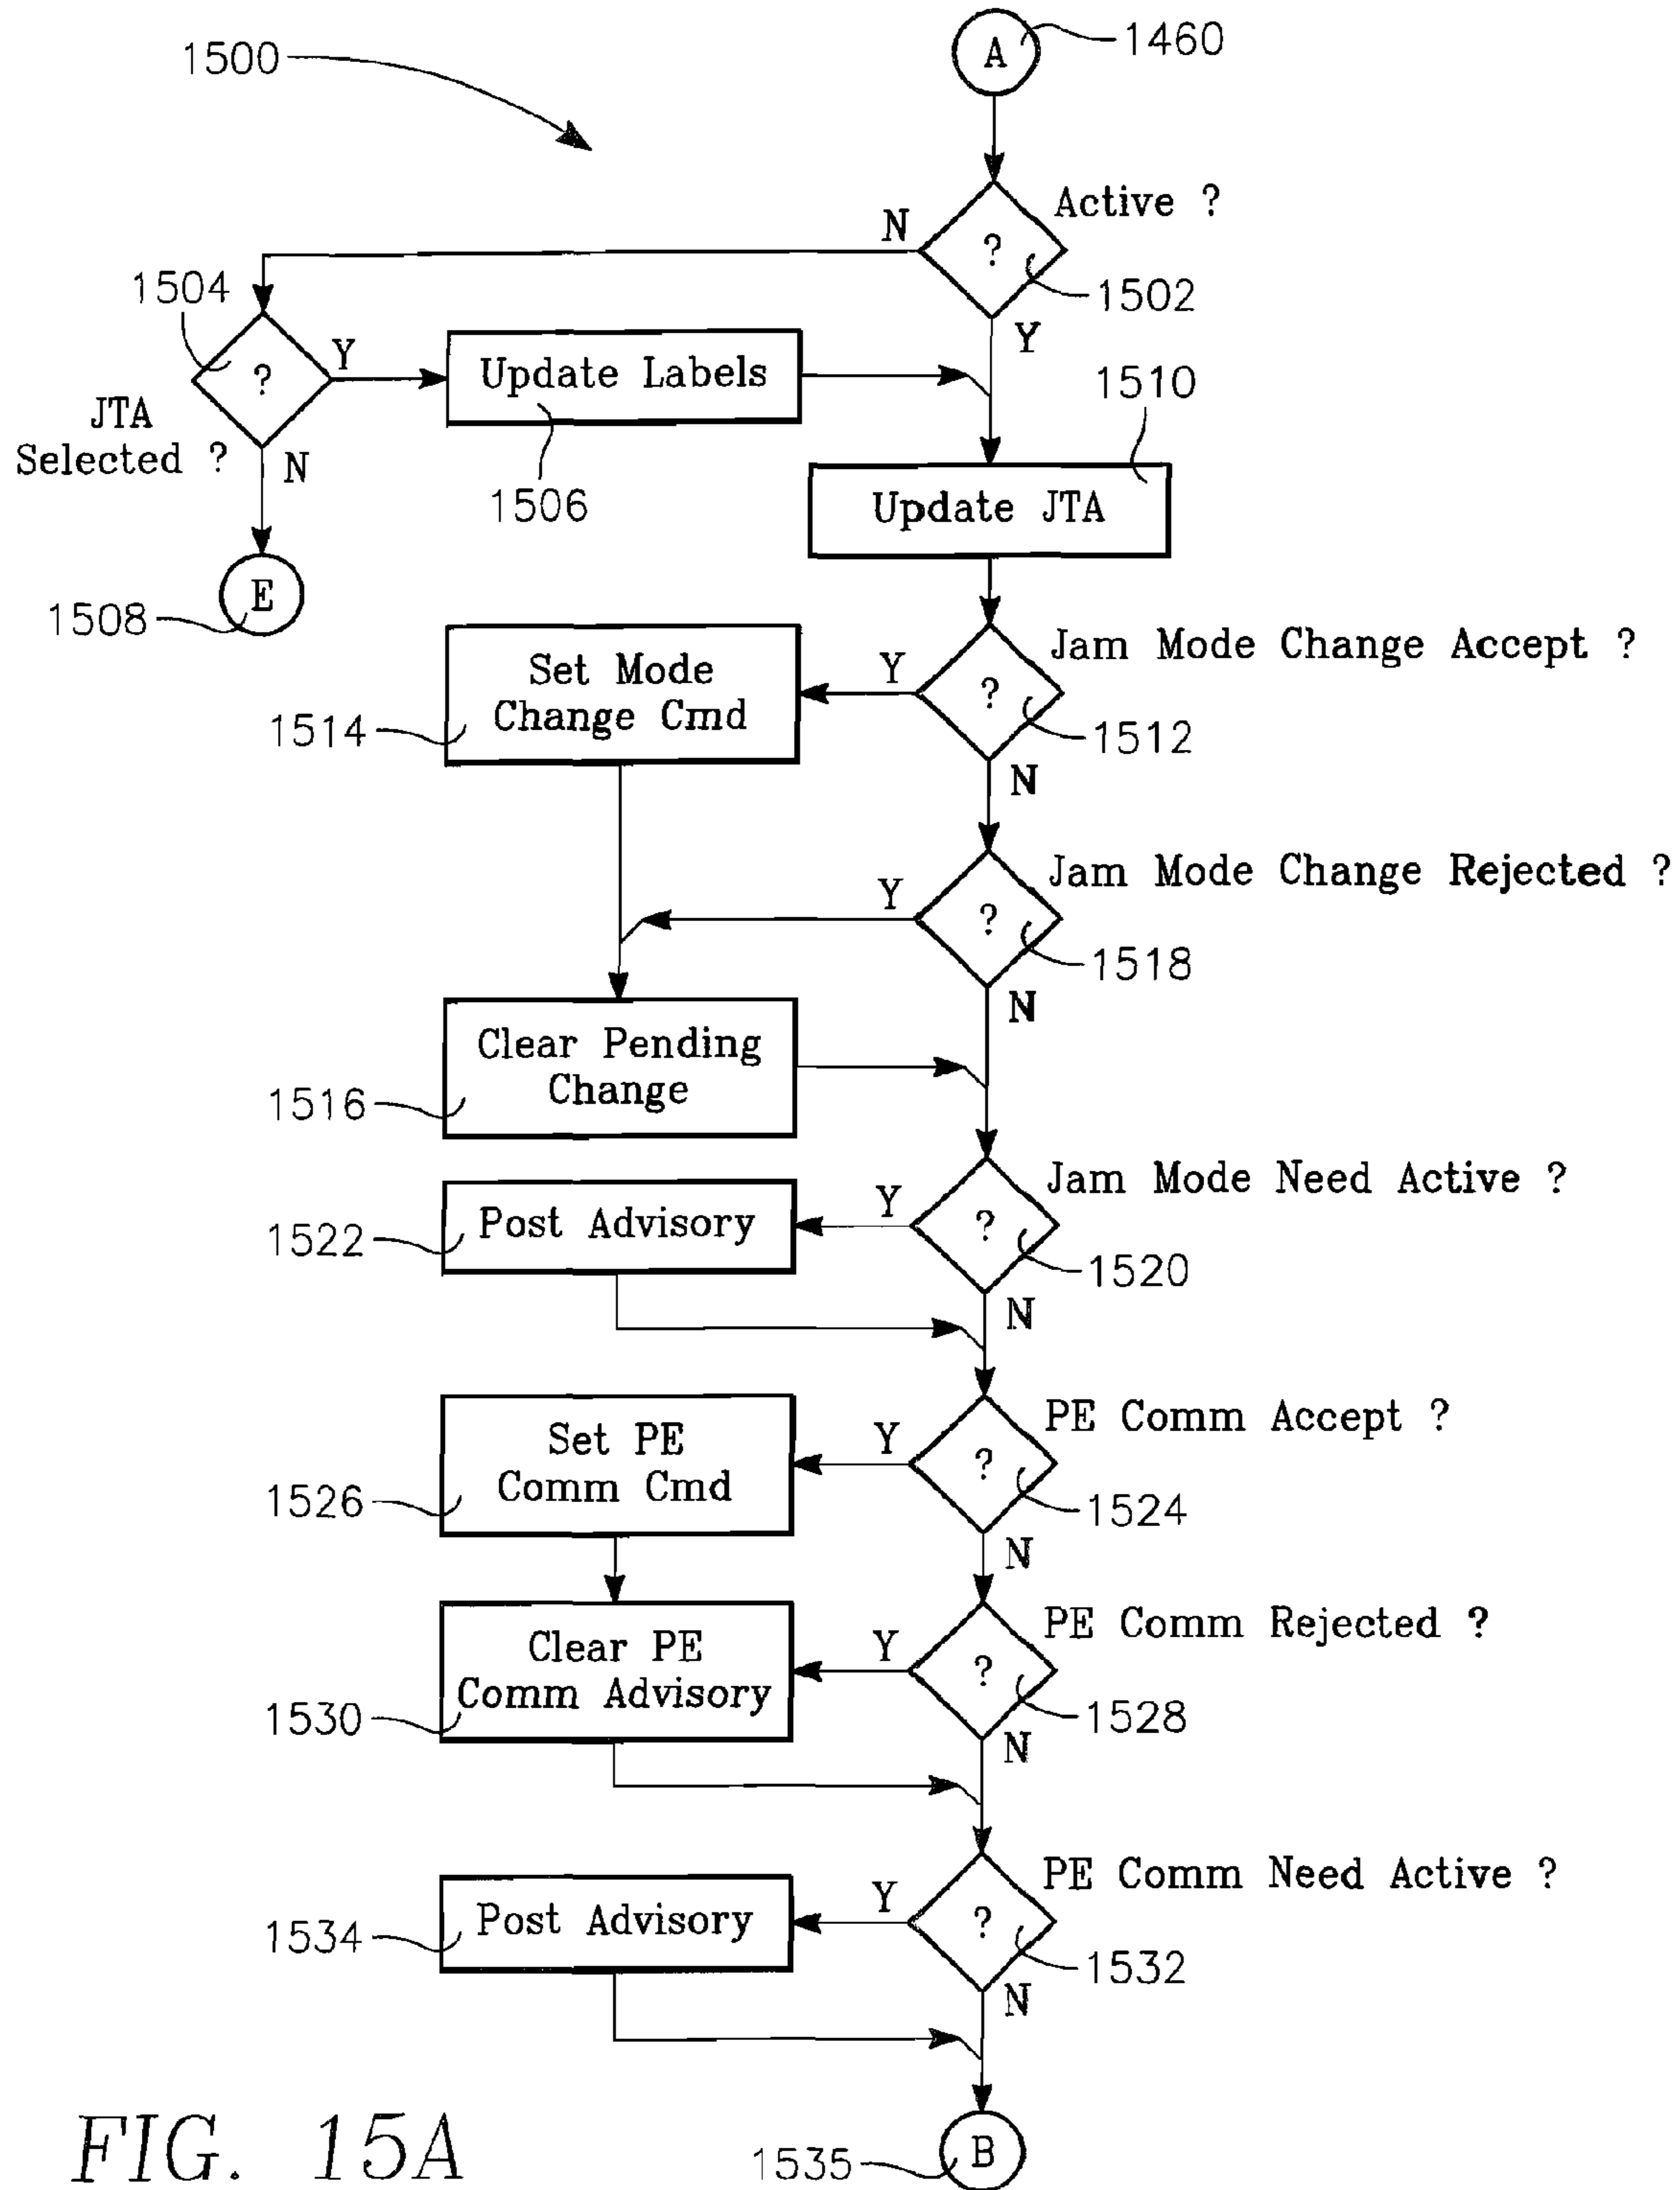 A
1460
1500
Active ?
N
?
1502
Y
1504
?
Y
Update Labels
1506
JTA
Selected ?
N
1510
Update JTA
E
1508
Jam Mode Change Accept ?
Y
?
1512
N
Set Mode
Change Cmd
1514
Jam Mode Change Rejected ?
Y
?
1518
N
Clear Pending
Change
1516
Jam Mode Need Active ?
Y
?
1520
N
Post Advisory
1522
PE Comm Accept ?
Y
?
1524
N
Set PE
Comm Cmd
1526
PE Comm Rejected ?
Y
?
1528
N
Clear PE
Comm Advisory
1530
PE Comm Need Active ?
Y
?
1532
N
Post Advisory
1534
B
1535
FIG. 15A